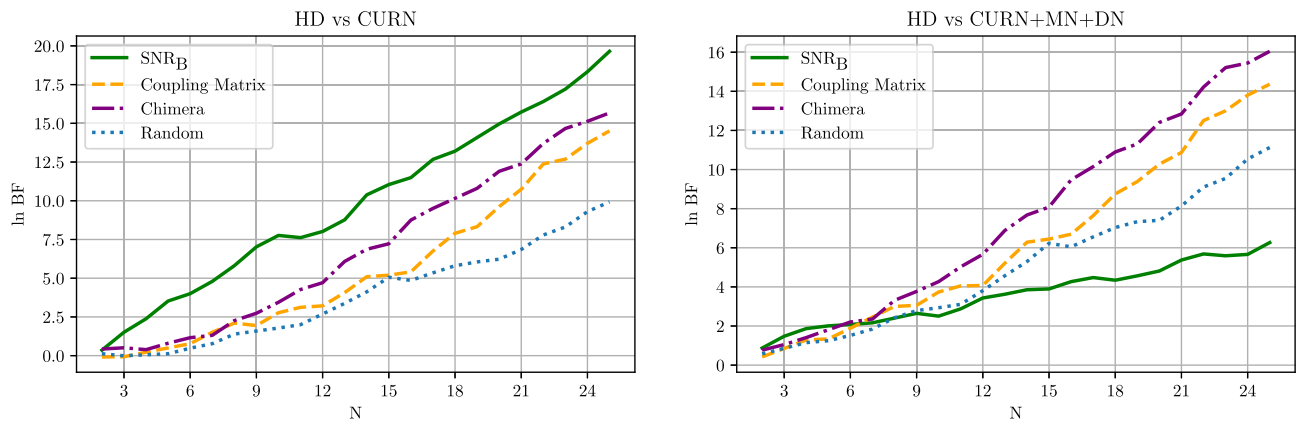 HD vs CURN
20.0
17.5
15.0
12.5
10.0
7.5
5.0
2.5
0.0
ln BF
SNR_B
Coupling Matrix
Chimera
Random
3 6 9 12 15 18 21 24
N
HD vs CURN+MN+DN
16
14
12
10
8
6
4
2
0
ln BF
SNR_B
Coupling Matrix
Chimera
Random
3 6 9 12 15 18 21 24
N